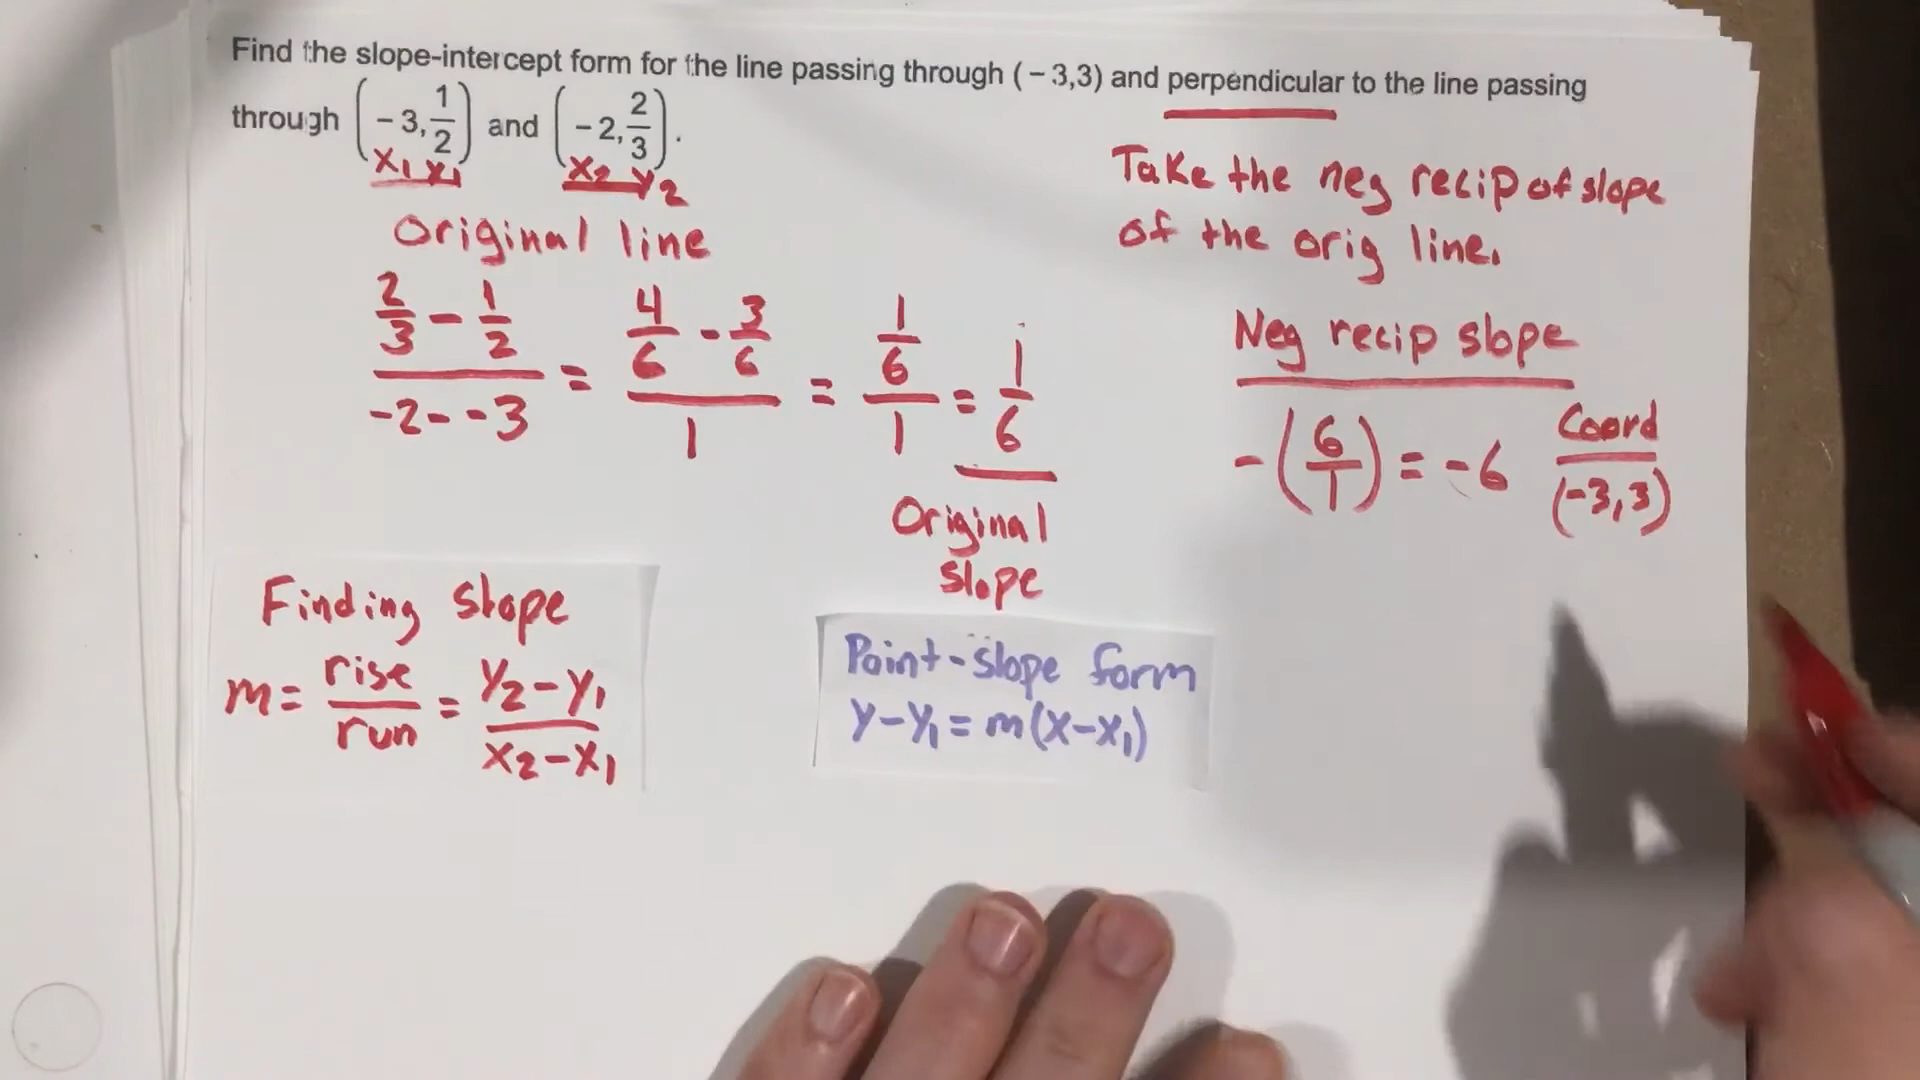 Find the slope-intercept form for the line passing through (-3,3) and perpendicular to the line passing
through (-3, 1/2) and (-2, 2/3).
x1 y1 x2 y2
Original line
Take the neg recip of slope
of the orig line.
(2/3 - 1/2)/(-2--3) = (4/6 - 3/6)/1 = (1/6)/1 = 1/6
Original
slope
Neg recip slope
-(6/1) = -6
Coord
(-3,3)
Finding slope
m = rise/run = (y2-y1)/(x2-x1)
Point-slope form
y-y1 = m(x-x1)